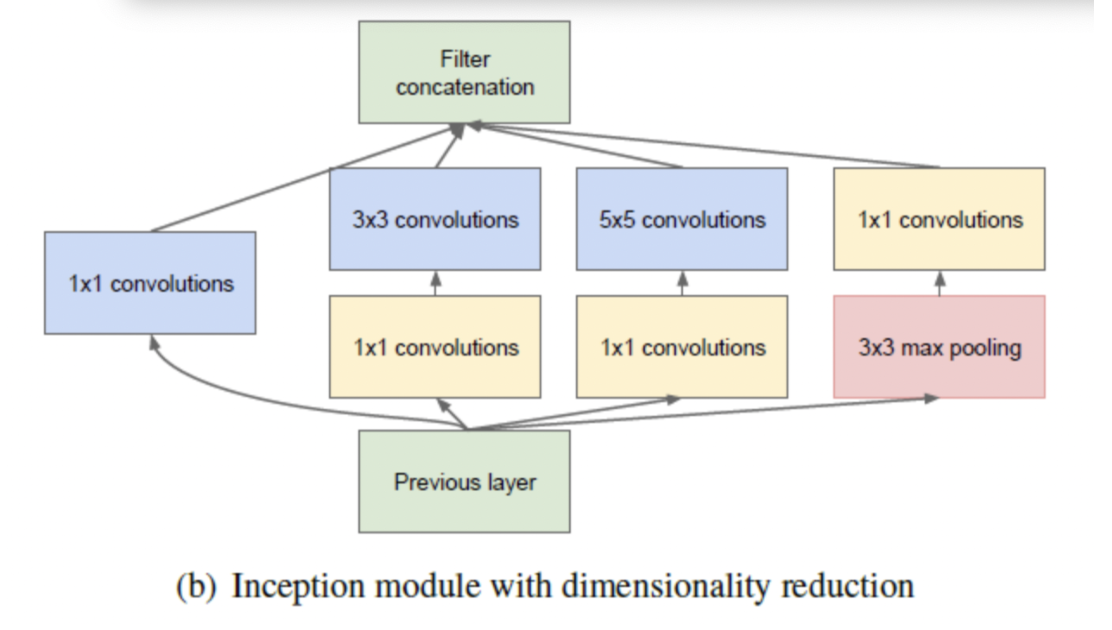 Filter
concatenation
3x3 convolutions
5x5 convolutions
1x1 convolutions
1x1 convolutions
1x1 convolutions
1x1 convolutions
3x3 max pooling
Previous layer
(b) Inception module with dimensionality reduction